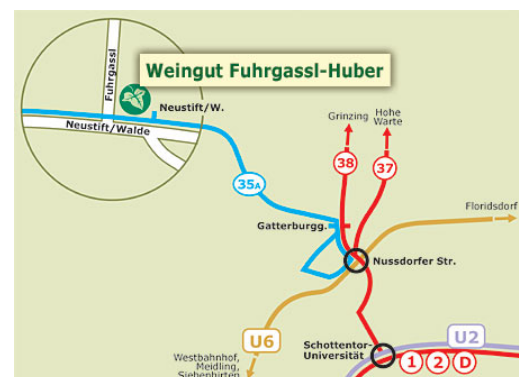 Weingut Fuhrgassl-Huber
Fuhrgassl
Neustift/W.
Neustift/Walde
35A
Grinzing
Hohe
Warte
38
37
Gatterburgg.
Floridsdorf
Nussdorfer Str.
U6
U2
Schottentor-
Universität
1 2 D
Westbahnhof,
Meidling,
Siebenhirten